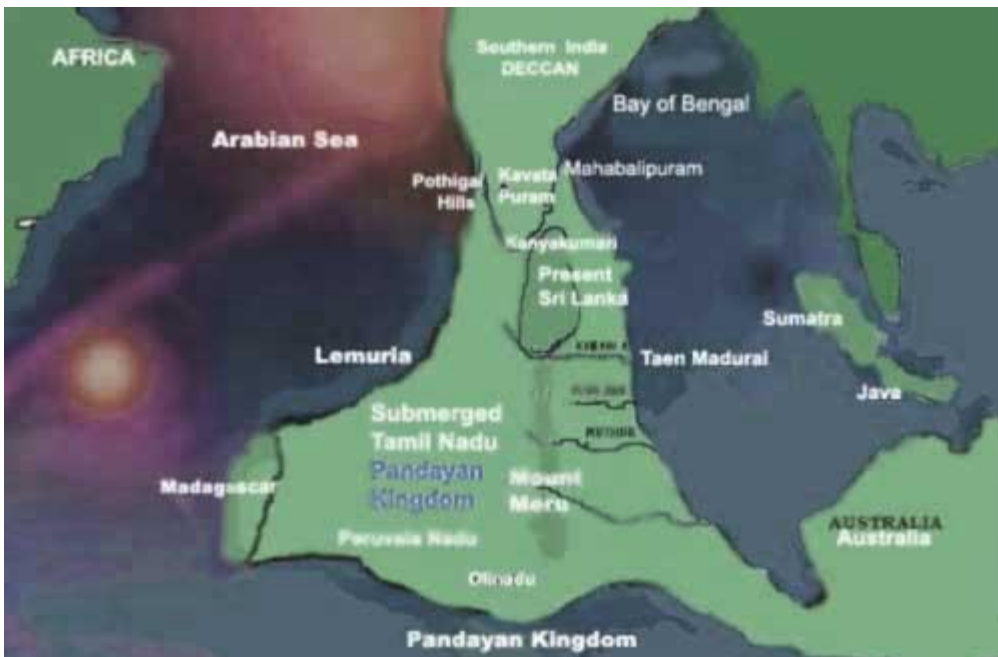 Southern India
DECCAN
AFRICA
Bay of Bengal
Arabian Sea
Mahabalipuram
Pothigai
Hills
Kavata
Puram
Kanyakumari
Present
Sri Lanka
Sumatra
Lemuria
Taen Madurai
Java
Submerged
Tamil Nadu
Pandayan
Kingdom
Mount
Meru
Madagascar
AUSTRALIA
Australia
Peruvaia Nadu
Olinadu
Pandayan Kingdom